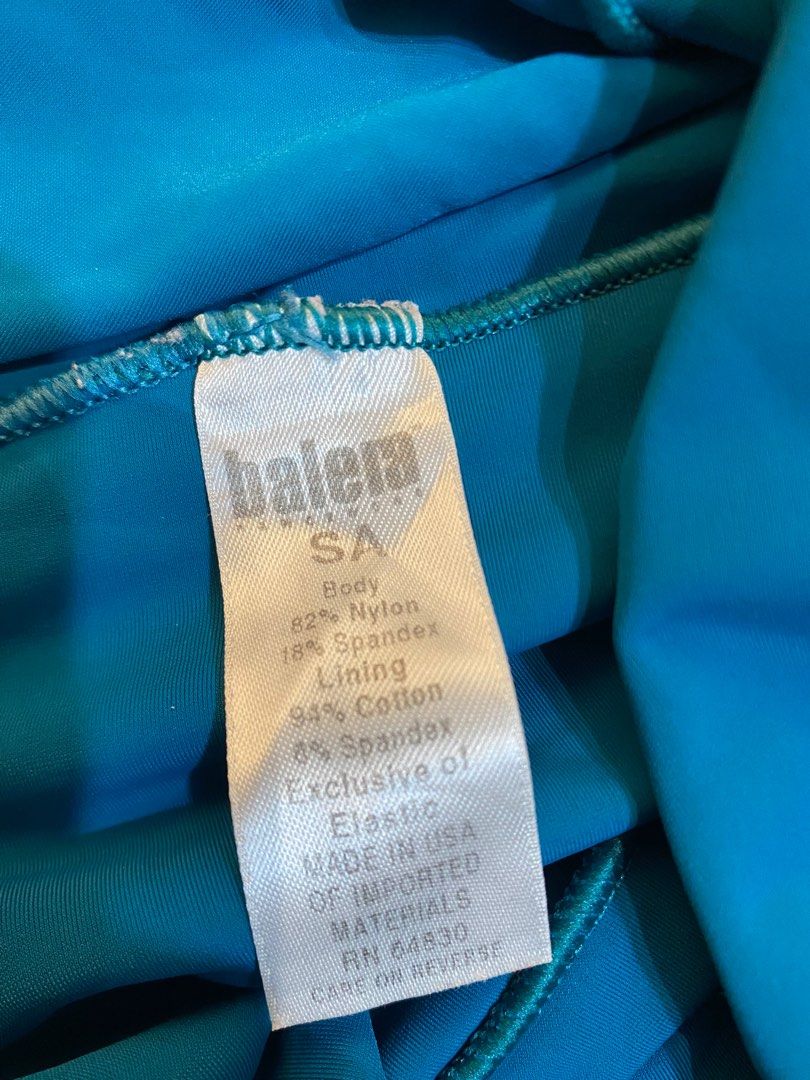 balera
SA
Body
82% Nylon
18% Spandex
Lining
94% Cotton
6% Spandex
Exclusive of
Elastic
MADE IN USA
OF IMPORTED
MATERIALS
RN 64830
CARE ON REVERSE